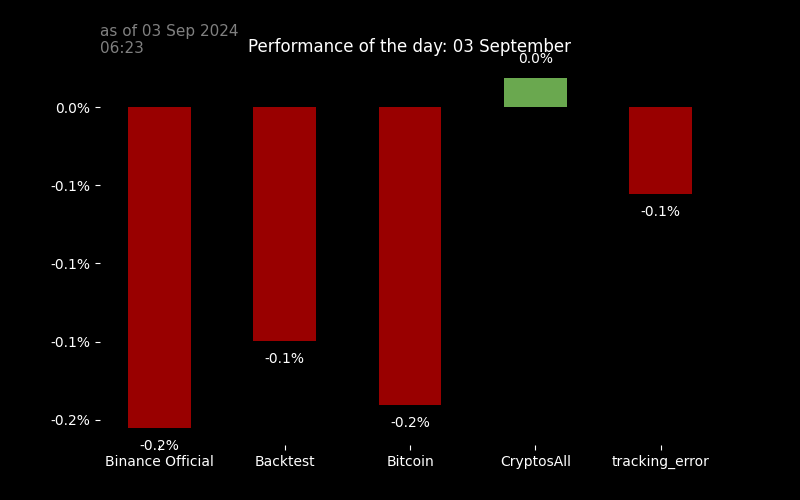 as of 03 Sep 2024
06:23
Performance of the day: 03 September
0.0%
0.0%
-0.1%
-0.1%
-0.1%
-0.1%
-0.1%
-0.2%
-0.2%
-0.2%
Binance Official
Backtest
Bitcoin
CryptosAll
tracking_error